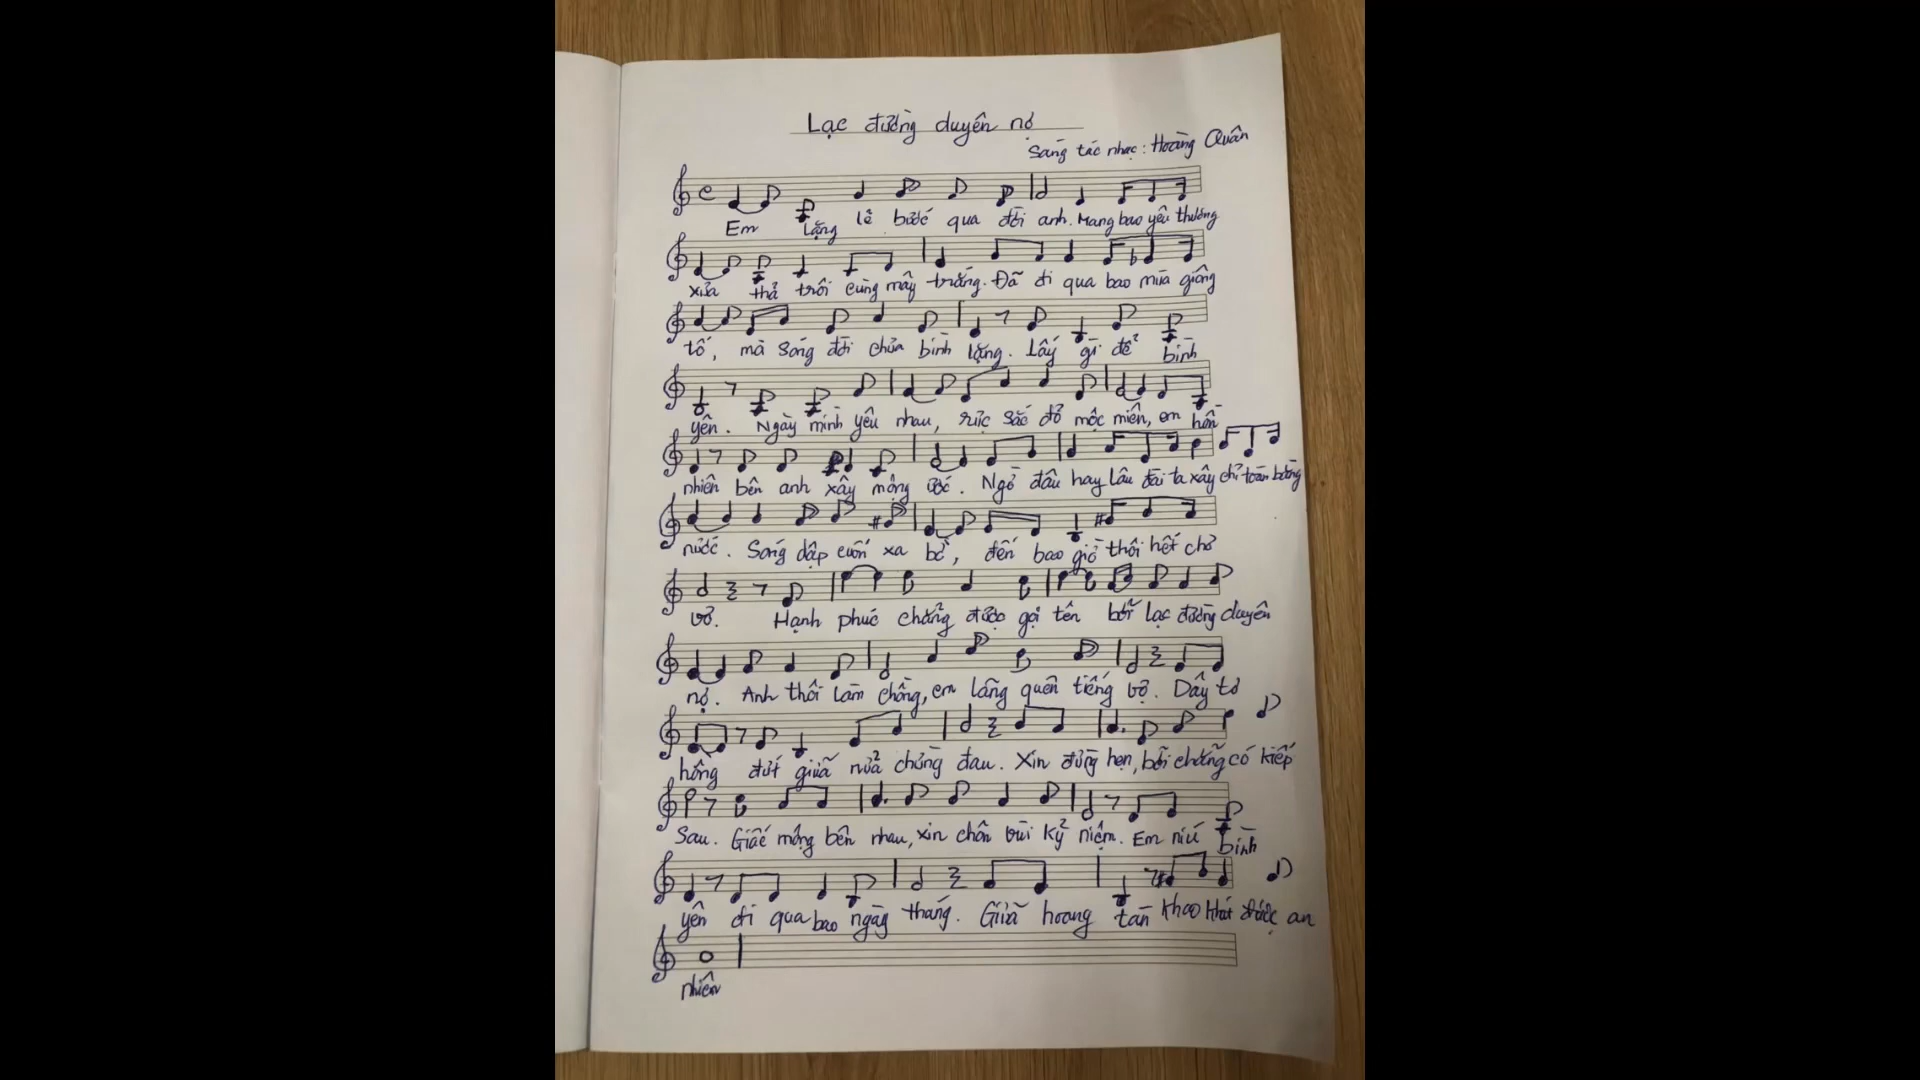 Lạc đường duyên nợ
Sáng tác nhạc: Hoàng Quân
Em lặng lẽ bước qua đời anh. Mang bao yêu thương
xưa thả trôi cùng mây trắng. Đã đi qua bao mùa giông
tố, mà sóng đời chưa bình lặng. Lấy gì để bình
yên. Ngày mình yêu nhau, rực sắc đỏ mộc miên, em hồn
nhiên bên anh xây mộng ước. Ngờ đâu hay lâu đài ta xây chỉ toàn bằng
nước. Sóng dập cuốn xa bờ, đến bao giờ thôi hết chơ
vơ. Hạnh phúc chẳng được gọi tên bởi lạc đường duyên
nợ. Anh thôi làm chồng, em lãng quên tiếng vợ. Dây tơ
hồng đứt giữa nửa chừng đau. Xin đừng hẹn, bởi chẳng có kiếp
sau. Giấc mộng bên nhau, xin chôn vùi kỷ niệm. Em níu bình
yên đi qua bao ngày tháng. Giữa hoang tàn khao khát được an
nhiên